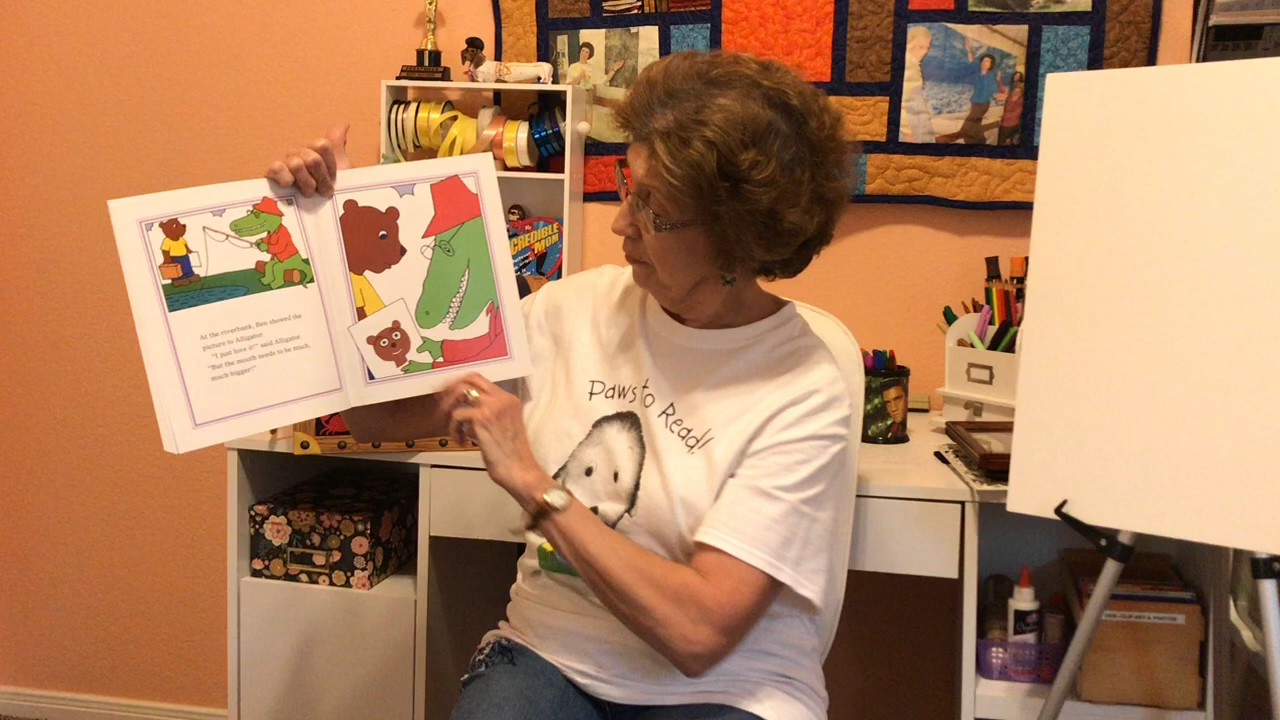 At the riverbank, Ben showed the
picture to Alligator.
"I just love it!" said Alligator.
"But the mouth needs to be much,
much bigger!"
CREDIBLE
MOM
Paws to Read!